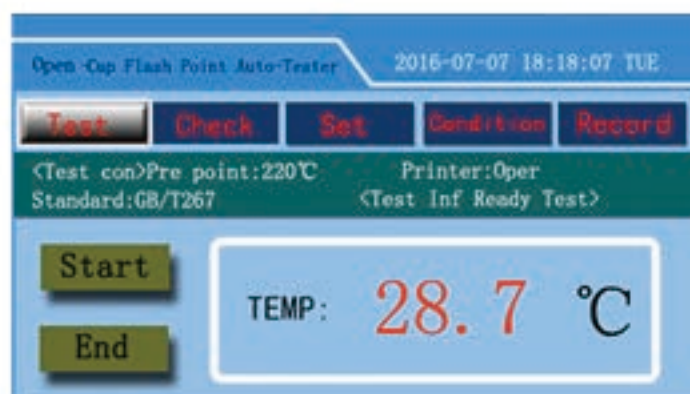 Open Cup Flash Point Auto-Tester
2016-07-07 18:18:07 TUE
Test Check Set Condition Record
<Test con>Pre point:220℃ Printer:Oper
Standard:GB/T267 <Test Inf Ready Test>
Start
TEMP: 28.7 ℃
End